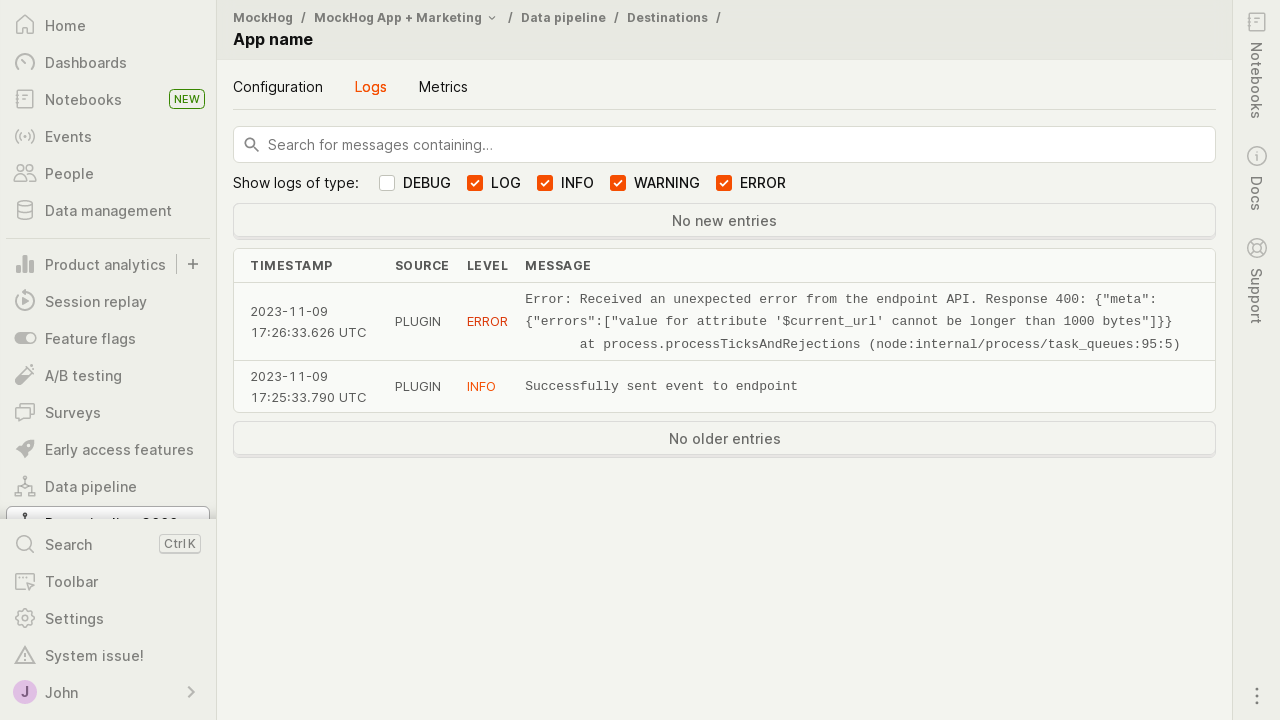 Home
Dashboards
Notebooks NEW
Events
People
Data management
Product analytics
Session replay
Feature flags
A/B testing
Surveys
Early access features
Data pipeline
Search Ctrl K
Toolbar
Settings
System issue!
J John
MockHog / MockHog App + Marketing / Data pipeline / Destinations /
App name
Configuration Logs Metrics
Search for messages containing…
Show logs of type: DEBUG LOG INFO WARNING ERROR
No new entries
TIMESTAMP SOURCE LEVEL MESSAGE
2023-11-09
17:26:33.626 UTC
PLUGIN
ERROR
Error: Received an unexpected error from the endpoint API. Response 400: {"meta":
{"errors":["value for attribute '$current_url' cannot be longer than 1000 bytes"]}}
at process.processTicksAndRejections (node:internal/process/task_queues:95:5)
2023-11-09
17:25:33.790 UTC
PLUGIN
INFO
Successfully sent event to endpoint
No older entries
Notebooks
Docs
Support